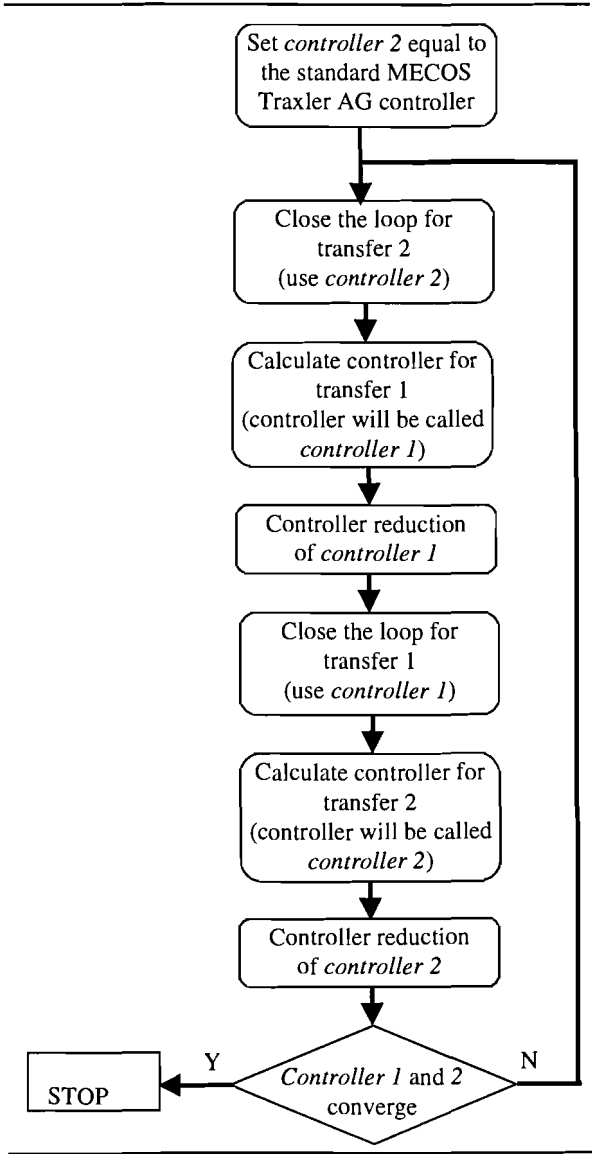 Set controller 2 equal to
the standard MECOS
Traxler AG controller
Close the loop for
transfer 2
(use controller 2)
Calculate controller for
transfer 1
(controller will be called
controller 1)
Controller reduction
of controller 1
Close the loop for
transfer 1
(use controller 1)
Calculate controller for
transfer 2
(controller will be called
controller 2)
Controller reduction
of controller 2
Y
N
Controller 1 and 2
converge
STOP